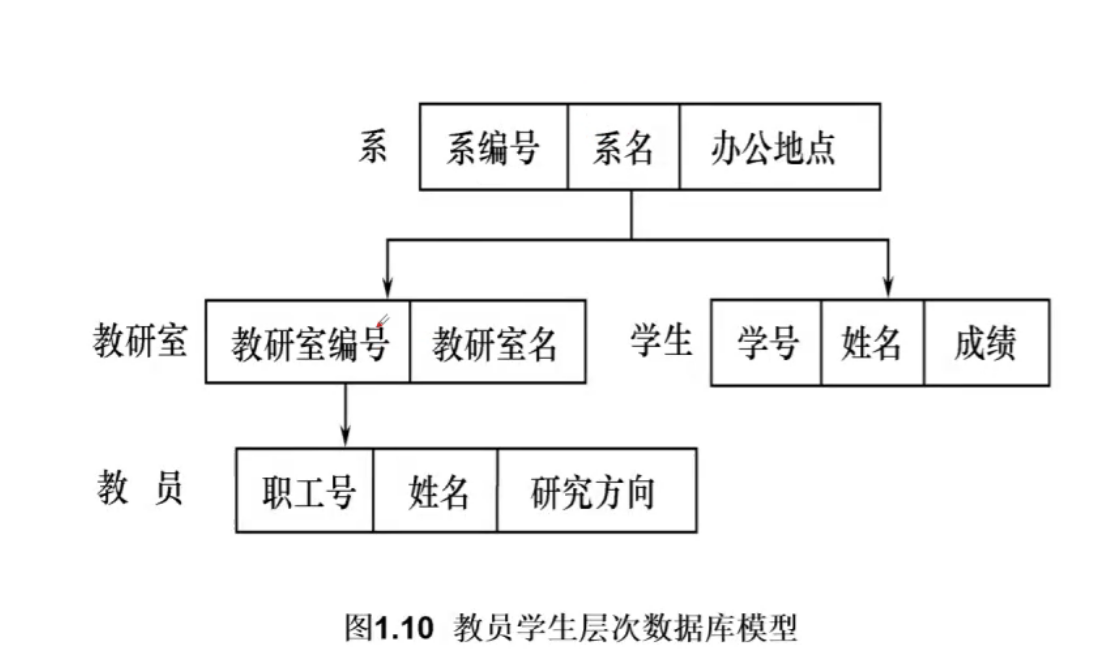 系 系编号 系名 办公地点
教研室 教研室编号 教研室名 学生 学号 姓名 成绩
教 员 职工号 姓名 研究方向
图1.10 教员学生层次数据库模型